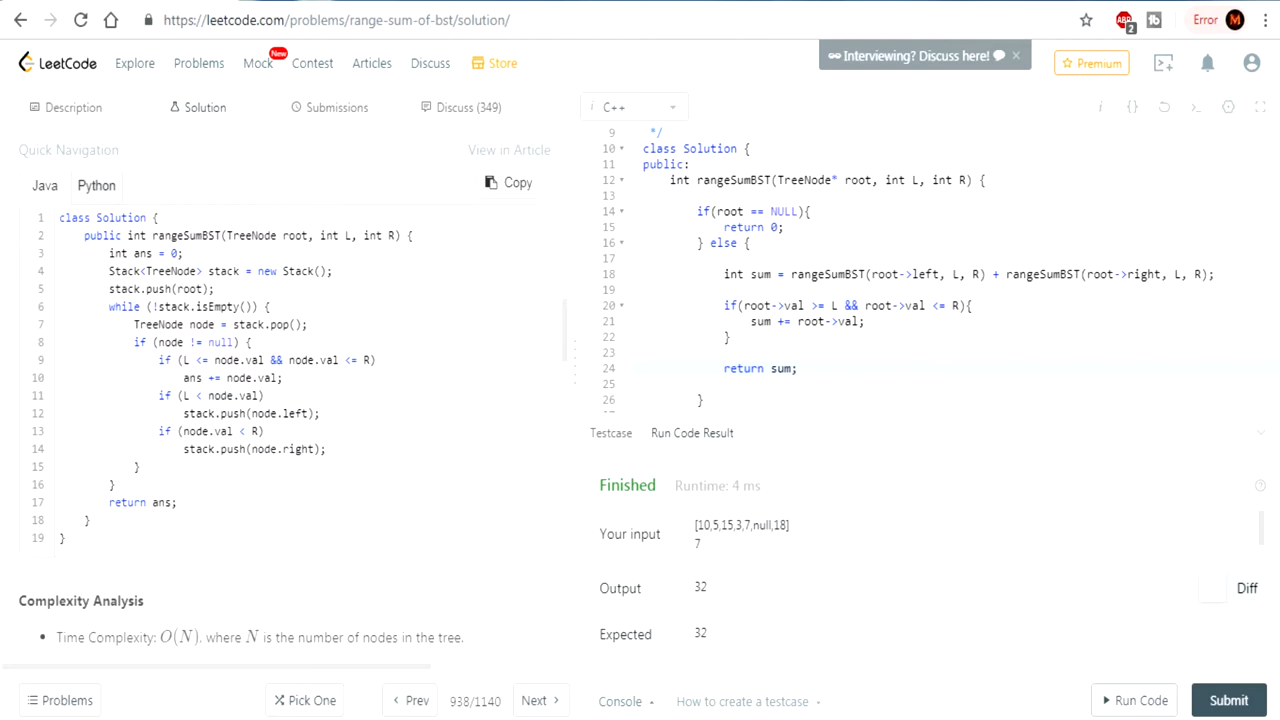 https://leetcode.com/problems/range-sum-of-bst/solution/
ABP
2
Error M
LeetCode Explore Problems Mock New Contest Articles Discuss Store
Interviewing? Discuss here! ×
Premium
Description Solution Submissions Discuss (349)
Quick Navigation View in Article
Java Python Copy
1 class Solution {
2 public int rangeSumBST(TreeNode root, int L, int R) {
3 int ans = 0;
4 Stack<TreeNode> stack = new Stack();
5 stack.push(root);
6 while (!stack.isEmpty()) {
7 TreeNode node = stack.pop();
8 if (node != null) {
9 if (L <= node.val && node.val <= R)
10 ans += node.val;
11 if (L < node.val)
12 stack.push(node.left);
13 if (node.val < R)
14 stack.push(node.right);
15 }
16 }
17 return ans;
18 }
19 }
Complexity Analysis
• Time Complexity: O(N). where N is the number of nodes in the tree.
Problems Pick One Prev 938/1140 Next
i C++
i {} >_
9 */
10 class Solution {
11 public:
12 int rangeSumBST(TreeNode* root, int L, int R) {
13
14 if(root == NULL){
15 return 0;
16 } else {
17
18 int sum = rangeSumBST(root->left, L, R) + rangeSumBST(root->right, L, R);
19
20 if(root->val >= L && root->val <= R){
21 sum += root->val;
22 }
23
24 return sum;
25
26 }
Testcase Run Code Result
Finished Runtime: 4 ms
Your input
[10,5,15,3,7,null,18]
7
Output 32 Diff
Expected 32
Console How to create a testcase Run Code Submit